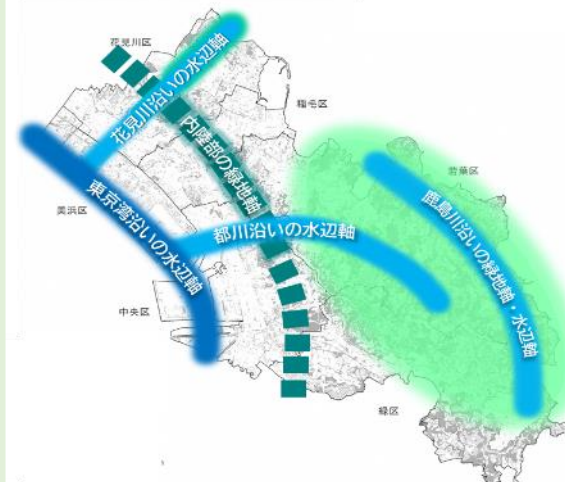 花見川区
花見川沿いの水辺軸
稲毛区
内陸部の緑地軸
若葉区
東京湾沿いの水辺軸
美浜区
都川沿いの水辺軸
鹿島川沿いの緑地軸・水辺軸
中央区
緑区